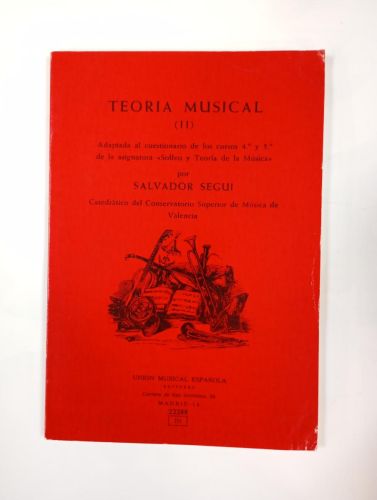 TEORIA MUSICAL
(II)
Adaptada al cuestionario de los cursos 4.º y 5.º
de la asignatura «Solfeo y Teoría de la Música»
por
SALVADOR SEGUI
Catedrático del Conservatorio Superior de Música de
Valencia
UNION MUSICAL ESPAÑOLA
EDITORES
Carrera de San Jerónimo, 26
MADRID-14
22288